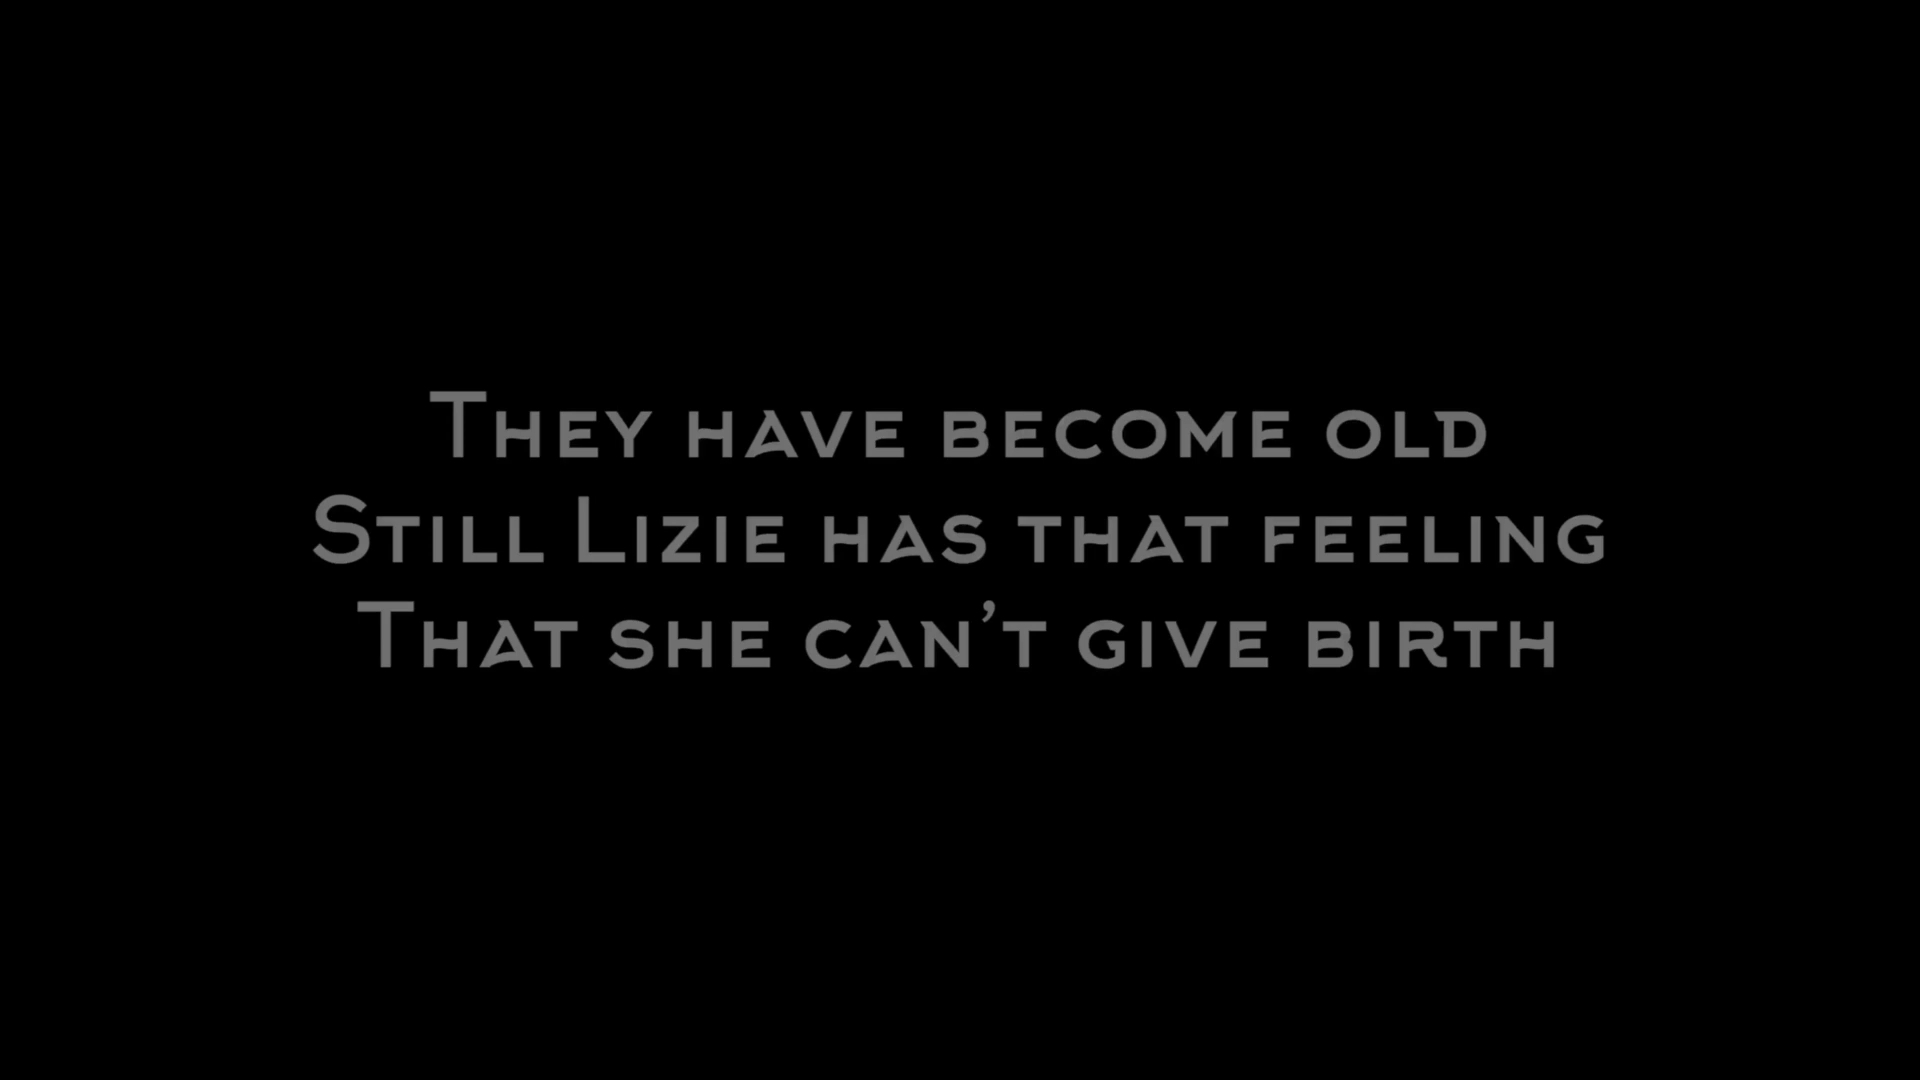 They have become old
Still Lizie has that feeling
That she can't give birth